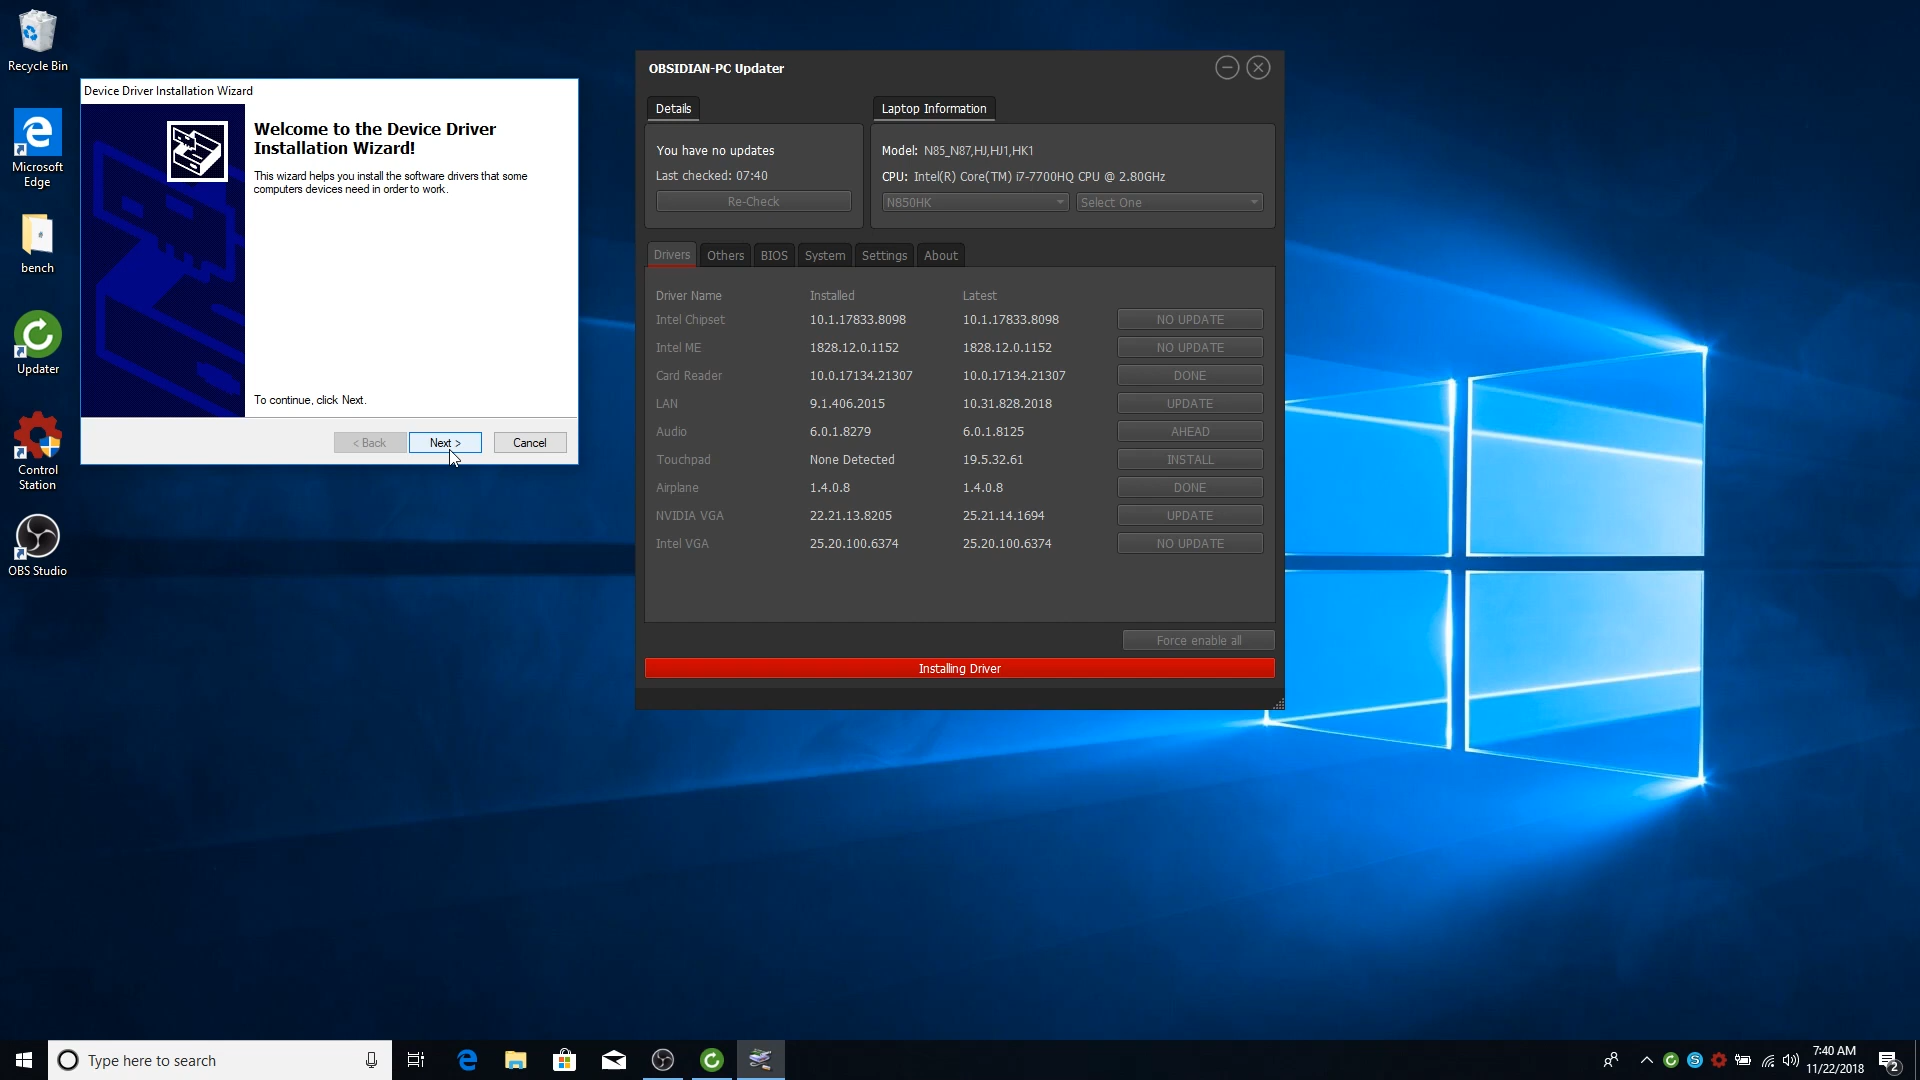 Recycle Bin
Microsoft
Edge
bench
Updater
Control
Station
OBS Studio
Device Driver Installation Wizard
Welcome to the Device Driver
Installation Wizard!
This wizard helps you install the software drivers that some
computers devices need in order to work.
To continue, click Next.
< Back
Next >
Cancel
OBSIDIAN-PC Updater
Details
You have no updates
Last checked: 07:40
Re-Check
Laptop Information
Model: N85_N87,HJ,HJ1,HK1
CPU: Intel(R) Core(TM) i7-7700HQ CPU @ 2.80GHz
N850HK
Select One
Drivers Others BIOS System Settings About
Driver Name Installed Latest
Intel Chipset 10.1.17833.8098 10.1.17833.8098 NO UPDATE
Intel ME 1828.12.0.1152 1828.12.0.1152 NO UPDATE
Card Reader 10.0.17134.21307 10.0.17134.21307 DONE
LAN 9.1.406.2015 10.31.828.2018 UPDATE
Audio 6.0.1.8279 6.0.1.8125 AHEAD
Touchpad None Detected 19.5.32.61 INSTALL
Airplane 1.4.0.8 1.4.0.8 DONE
NVIDIA VGA 22.21.13.8205 25.21.14.1694 UPDATE
Intel VGA 25.20.100.6374 25.20.100.6374 NO UPDATE
Force enable all
Installing Driver
Type here to search
7:40 AM
11/22/2018
2